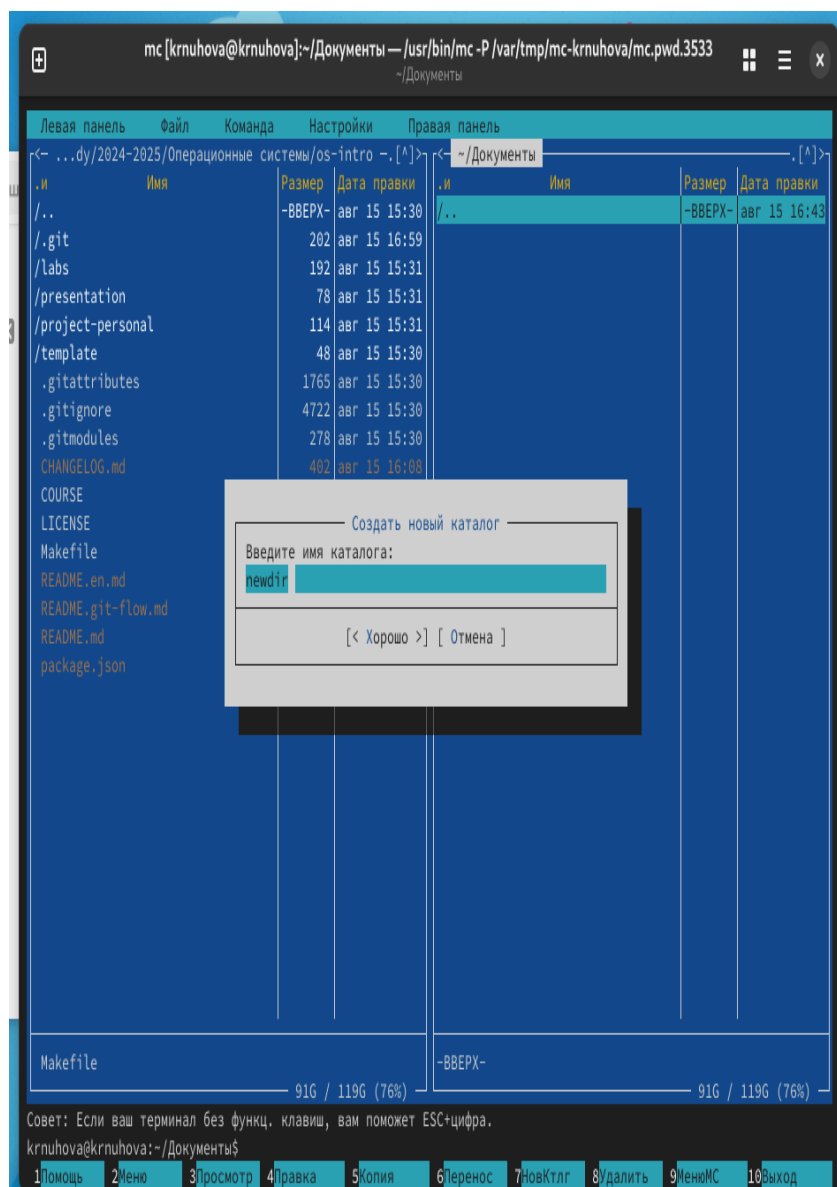 mc [krnuhova@krnuhova]:~/Документы — /usr/bin/mc -P /var/tmp/mc-krnuhova/mc.pwd.3533
~/Документы
Левая панель Файл Команда Настройки Правая панель
<— ...dy/2024-2025/Операционные системы/os-intro —.[^]>
.и Имя Размер Дата правки
/.. -ВВЕРХ- авг 15 15:30
/.git 202 авг 15 16:59
/labs 192 авг 15 15:31
/presentation 78 авг 15 15:31
/project-personal 114 авг 15 15:31
/template 48 авг 15 15:30
.gitattributes 1765 авг 15 15:30
.gitignore 4722 авг 15 15:30
.gitmodules 278 авг 15 15:30
CHANGELOG.md 402 авг 15 16:08
COURSE
LICENSE
Makefile
README.en.md
README.git-flow.md
README.md
package.json
Makefile
91G / 119G (76%)
<— ~/Документы .[^]>
.и Имя Размер Дата правки
/.. -ВВЕРХ- авг 15 16:43
-ВВЕРХ-
91G / 119G (76%)
Создать новый каталог
Введите имя каталога:
newdir
[< Хорошо >] [ Отмена ]
Совет: Если ваш терминал без функц. клавиш, вам поможет ESC+цифра.
krnuhova@krnuhova:~/Документы$
1Помощь 2Меню 3Просмотр 4Правка 5Копия 6Перенос 7НовКтлг 8Удалить 9МенюMC 10Выход